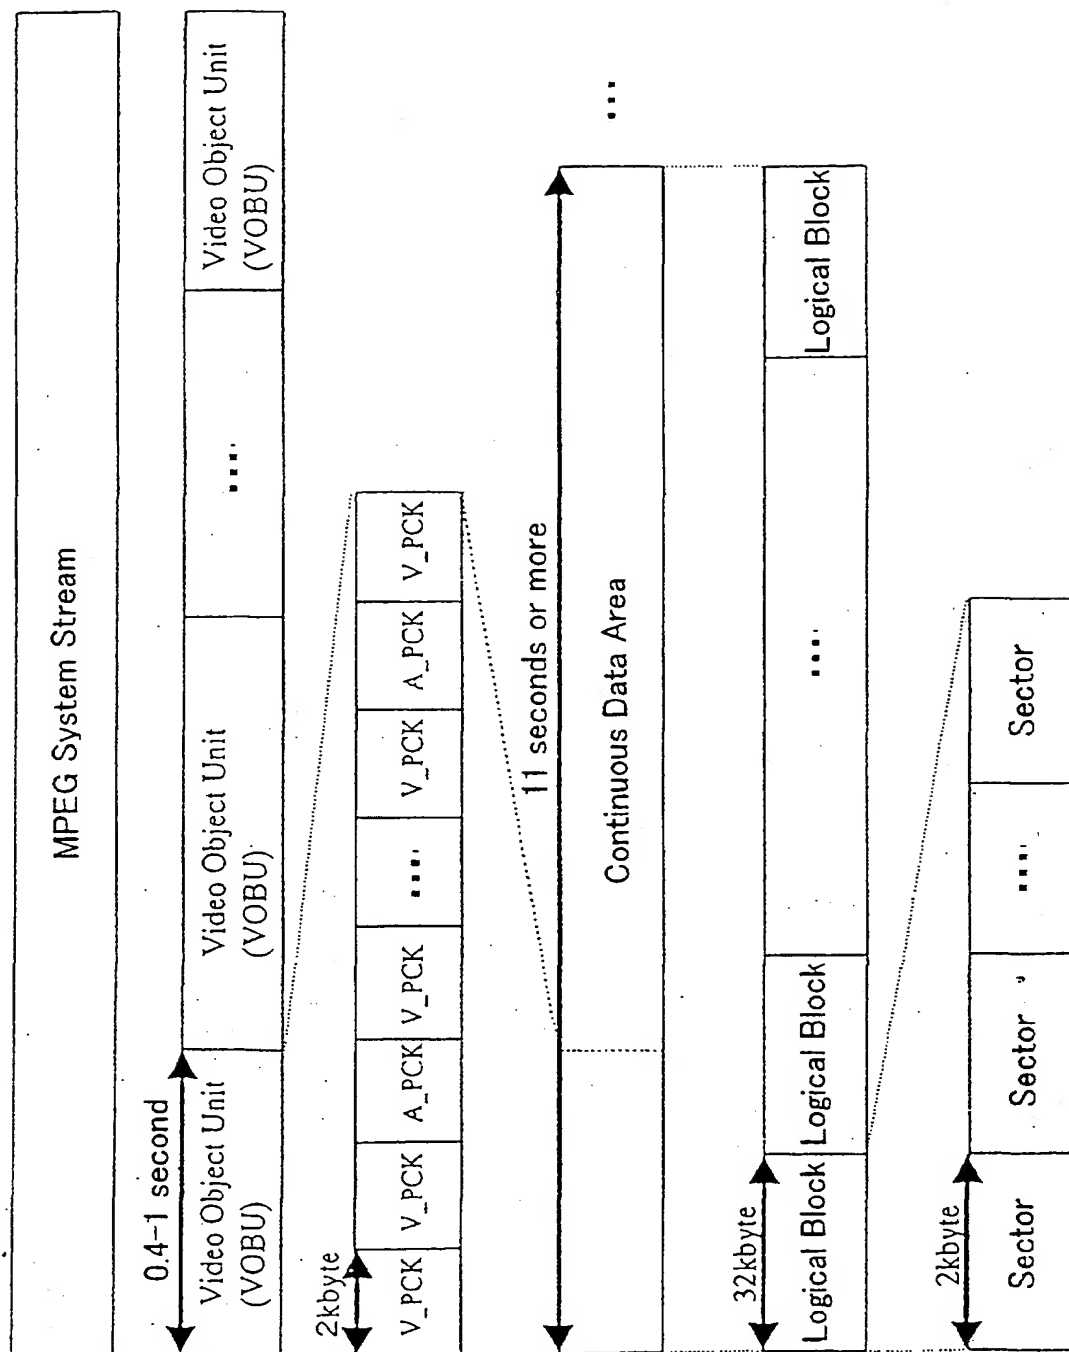 MPEG System Stream
0.4-1 second
Video Object Unit
(VOBU)
Video Object Unit
(VOBU)
....
Video Object Unit
(VOBU)
2kbyte
V_PCK
V_PCK
A_PCK
V_PCK
....
V_PCK
A_PCK
V_PCK
11 seconds or more
Continuous Data Area
...
32kbyte
Logical Block
Logical Block
....
Logical Block
2kbyte
Sector
Sector
....
Sector